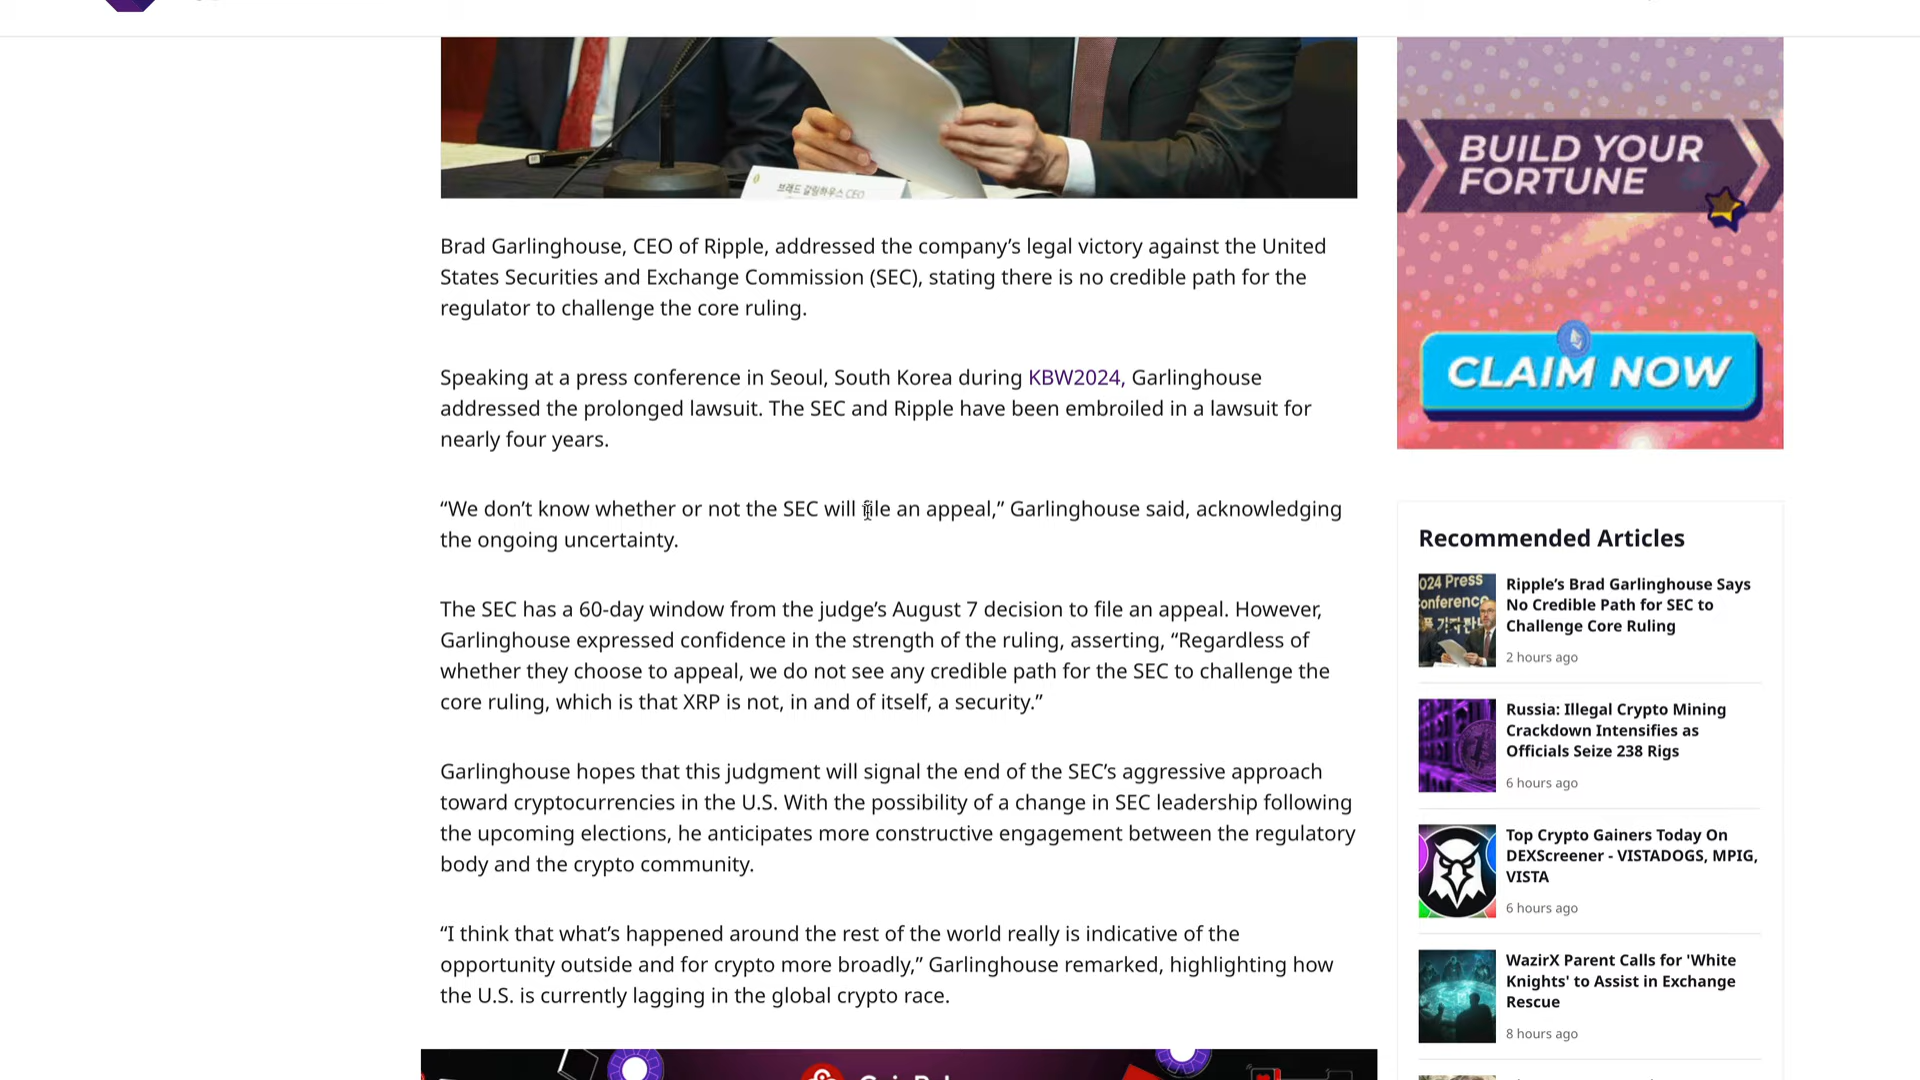 브래드 갈링하우스 CEO
Brad Garlinghouse, CEO of Ripple, addressed the company’s legal victory against the United
States Securities and Exchange Commission (SEC), stating there is no credible path for the
regulator to challenge the core ruling.
Speaking at a press conference in Seoul, South Korea during KBW2024, Garlinghouse
addressed the prolonged lawsuit. The SEC and Ripple have been embroiled in a lawsuit for
nearly four years.
“We don’t know whether or not the SEC will file an appeal,” Garlinghouse said, acknowledging
the ongoing uncertainty.
The SEC has a 60-day window from the judge’s August 7 decision to file an appeal. However,
Garlinghouse expressed confidence in the strength of the ruling, asserting, “Regardless of
whether they choose to appeal, we do not see any credible path for the SEC to challenge the
core ruling, which is that XRP is not, in and of itself, a security.”
Garlinghouse hopes that this judgment will signal the end of the SEC’s aggressive approach
toward cryptocurrencies in the U.S. With the possibility of a change in SEC leadership following
the upcoming elections, he anticipates more constructive engagement between the regulatory
body and the crypto community.
“I think that what’s happened around the rest of the world really is indicative of the
opportunity outside and for crypto more broadly,” Garlinghouse remarked, highlighting how
the U.S. is currently lagging in the global crypto race.
BUILD YOUR
FORTUNE
CLAIM NOW
Recommended Articles
024 Press
Conference
Ripple’s Brad Garlinghouse Says
No Credible Path for SEC to
Challenge Core Ruling
2 hours ago
Russia: Illegal Crypto Mining
Crackdown Intensifies as
Officials Seize 238 Rigs
6 hours ago
Top Crypto Gainers Today On
DEXScreener - VISTADOGS, MPIG,
VISTA
6 hours ago
WazirX Parent Calls for 'White
Knights' to Assist in Exchange
Rescue
8 hours ago